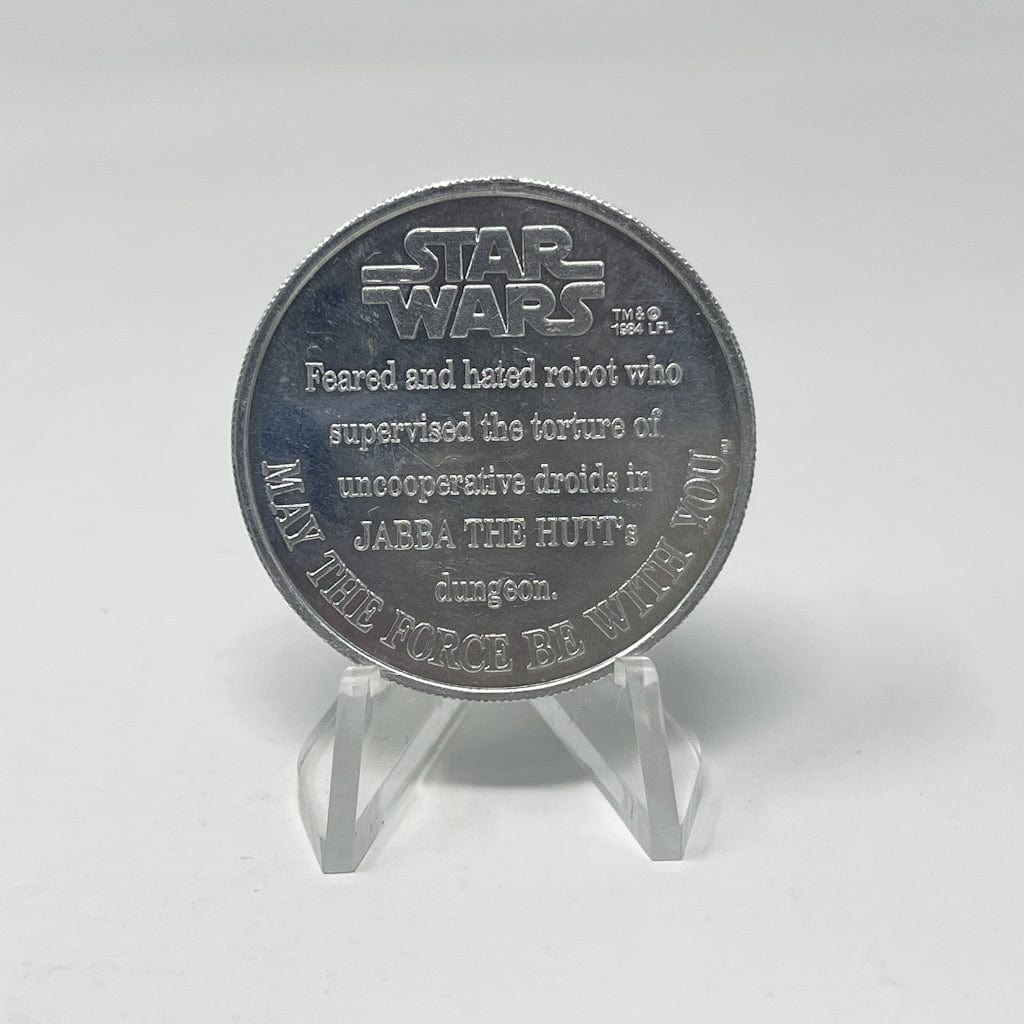 STAR
WARS
TM & ©
1984 LFL
Feared and hated robot who
supervised the torture of
uncooperative droids in
JABBA THE HUTT's
dungeon.
MAY THE FORCE BE WITH YOU